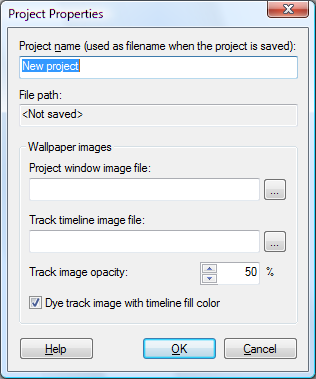 Project Properties
Project name (used as filename when the project is saved):
New project
File path:
<Not saved>
Wallpaper images
Project window image file:
...
Track timeline image file:
...
Track image opacity: 50 %
Dye track image with timeline fill color
Help OK Cancel